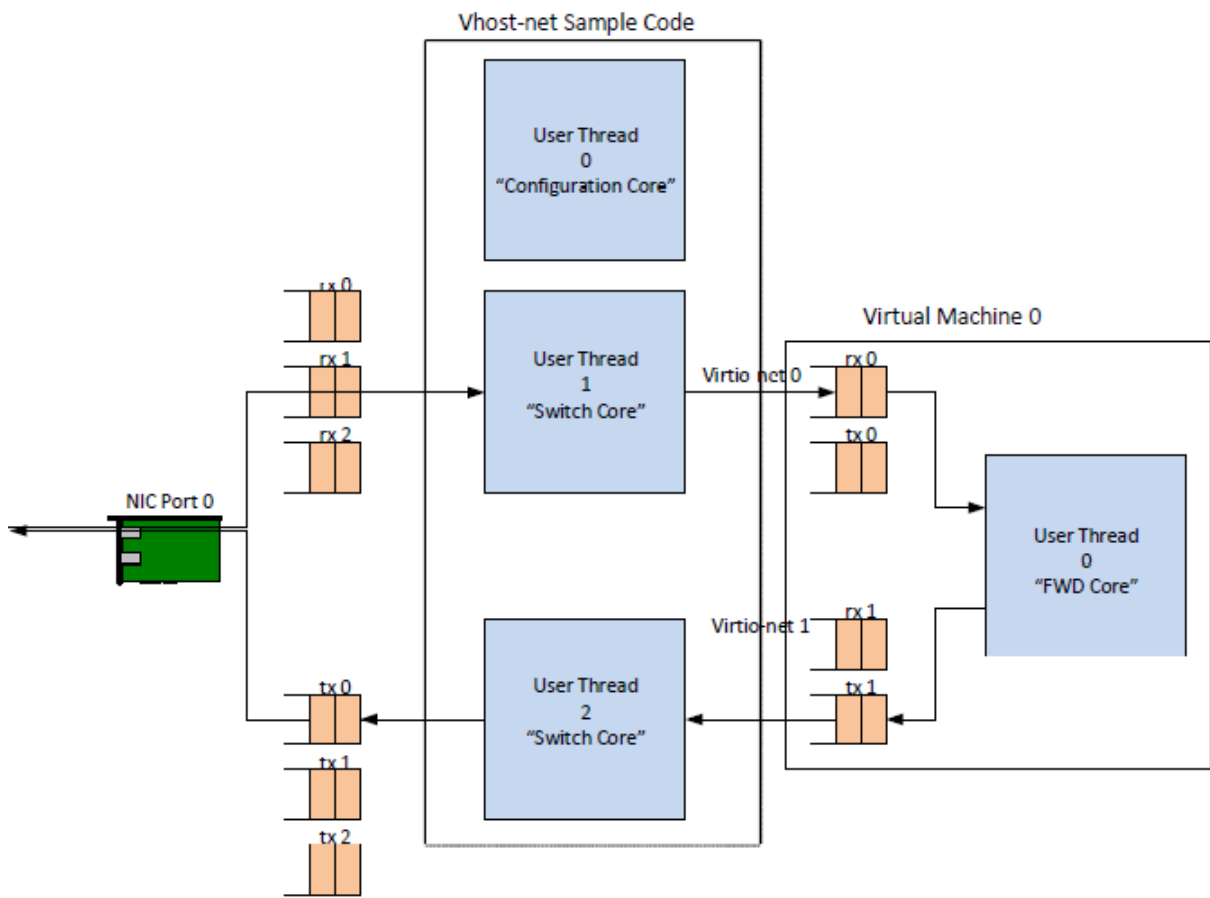 Vhost-net Sample Code
User Thread
0
“Configuration Core”
rx 0
rx 1
rx 2
User Thread
1
“Switch Core”
Virtio-net 0
Virtual Machine 0
rx 0
tx 0
NIC Port 0
User Thread
0
“FWD Core”
rx 1
Virtio-net 1
tx 1
User Thread
2
“Switch Core”
tx 0
tx 1
tx 2